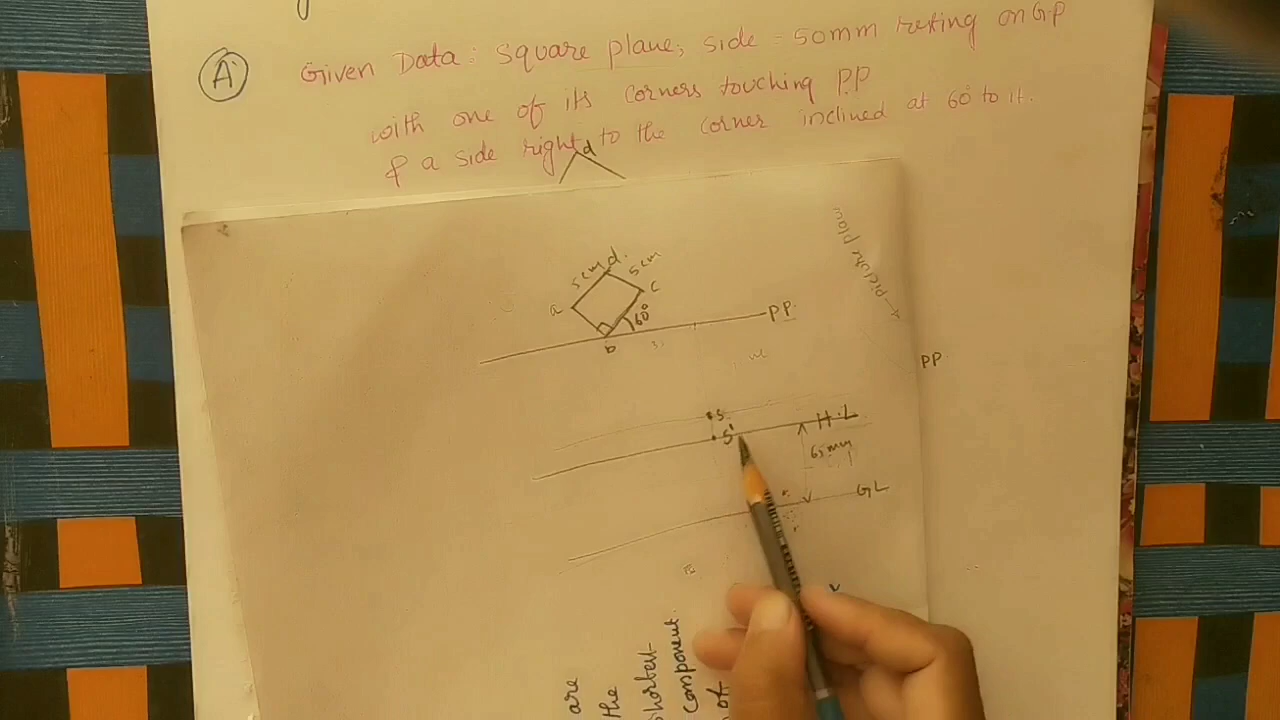 A
Given Data: square plane, side = 50mm resting on GP
with one of its corners touching P.P
& a side right to the corner inclined at 60° to it.
d
5cm d. 5cm
a
c
60°
b
P.P.
picture plane
PP
S
S'
H.L
65mm
GL
are
the
shortest
component
of